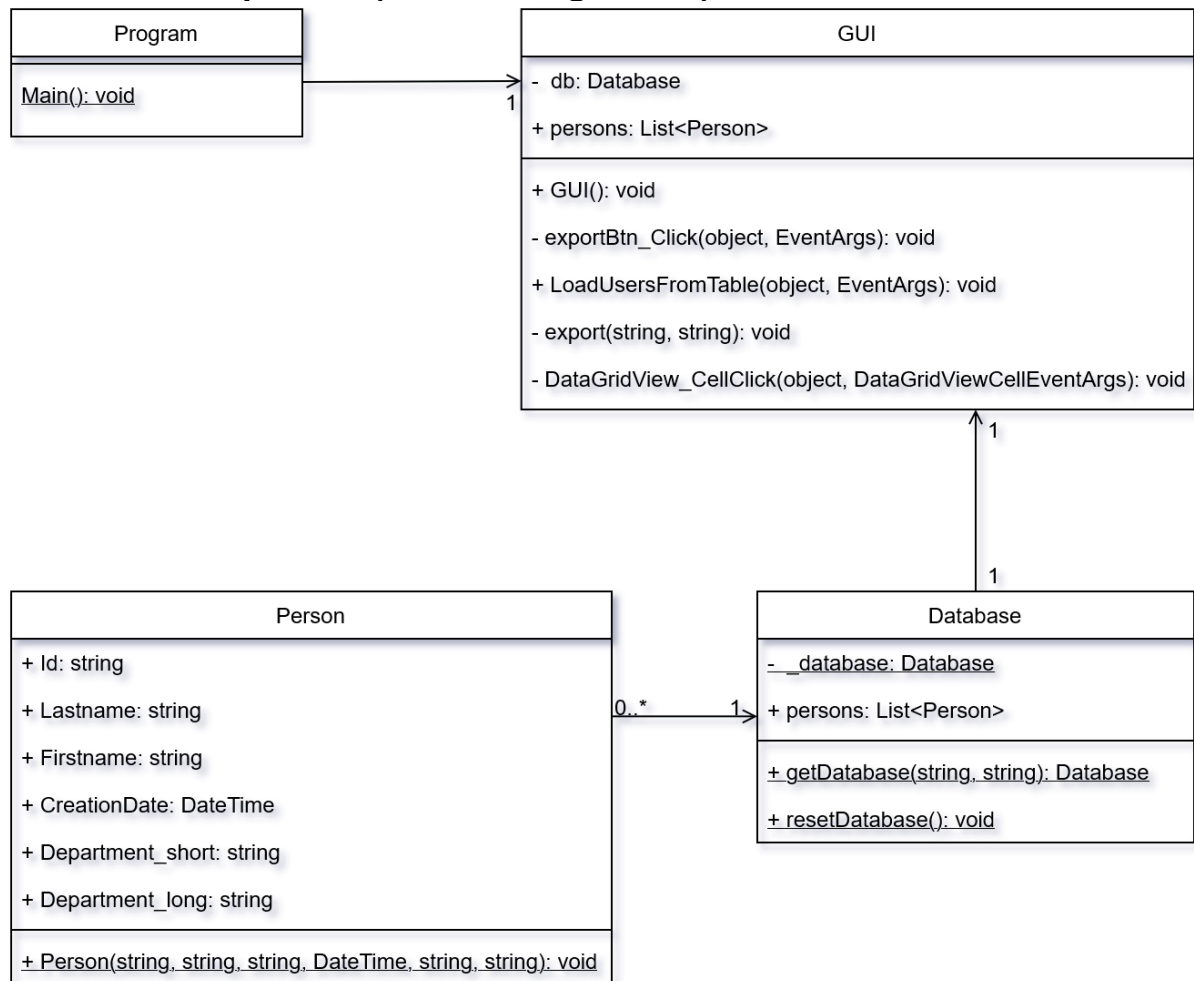 Program
Main(): void
1
GUI
- db: Database
+ persons: List<Person>
+ GUI(): void
- exportBtn_Click(object, EventArgs): void
+ LoadUsersFromTable(object, EventArgs): void
- export(string, string): void
- DataGridView_CellClick(object, DataGridViewCellEventArgs): void
1
1
Person
+ Id: string
+ Lastname: string
+ Firstname: string
+ CreationDate: DateTime
+ Department_short: string
+ Department_long: string
+ Person(string, string, string, DateTime, string, string): void
0..*
1
Database
- _database: Database
+ persons: List<Person>
+ getDatabase(string, string): Database
+ resetDatabase(): void